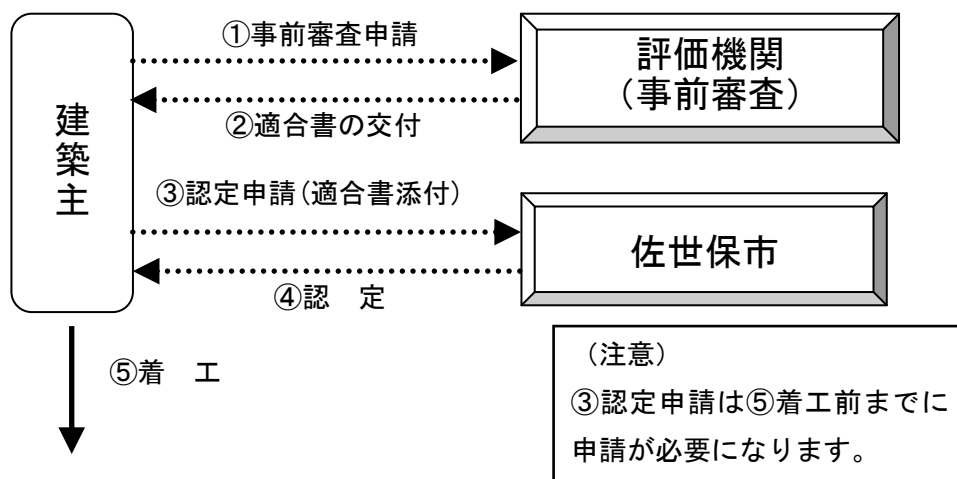 ①事前審査申請
評価機関
（事前審査）
②適合書の交付
建築主
③認定申請（適合書添付）
佐世保市
④認　定
⑤着　工
（注意）
③認定申請は⑤着工前までに
申請が必要になります。